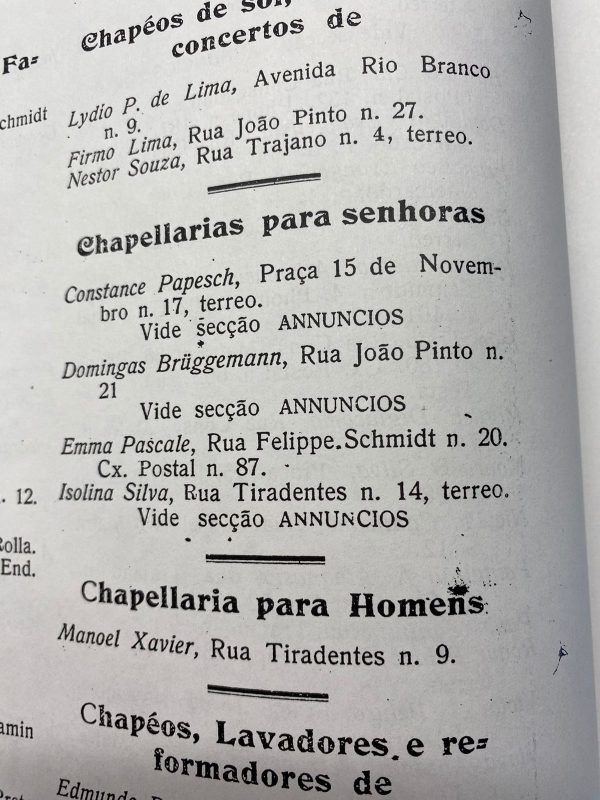 Fa=
chmidt
. 12.
Rolla.
End.
amin
Chapéos de Sol,
concertos de
Lydio P. de Lima, Avenida Rio Branco
n. 9.
Firmo Lima, Rua João Pinto n. 27.
Nestor Souza, Rua Trajano n. 4, terreo.
Chapellarias para senhoras
Constance Papesch, Praça 15 de Novem-
bro n. 17, terreo.
Vide secção ANNUNCIOS
Domingas Brüggemann, Rua João Pinto n.
21
Vide secção ANNUNCIOS
Emma Pascale, Rua Felippe Schmidt n. 20.
Cx. Postal n. 87.
Isolina Silva, Rua Tiradentes n. 14, terreo.
Vide secção ANNUNCIOS
Chapellaria para Homens
Manoel Xavier, Rua Tiradentes n. 9.
Chapéos, Lavadores e re=
formadores de
Edmundo